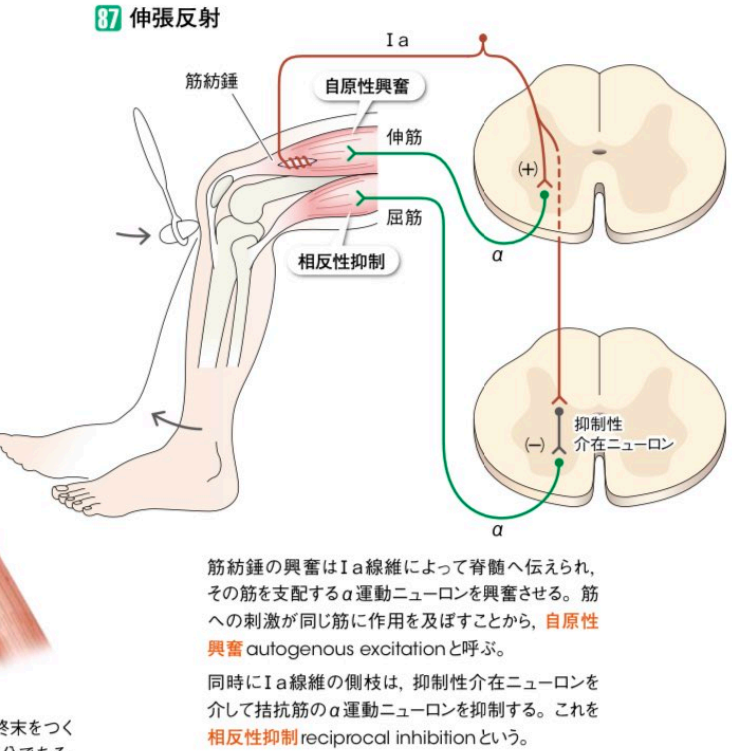 87 伸張反射
Ⅰa
筋紡錘
自原性興奮
伸筋
(+)
屈筋
α
相反性抑制
抑制性
介在ニューロン
(−)
α
筋紡錘の興奮はⅠa線維によって脊髄へ伝えられ,
その筋を支配するα運動ニューロンを興奮させる。筋
への刺激が同じ筋に作用を及ぼすことから, 自原性
興奮 autogenous excitationと呼ぶ。
同時にⅠa線維の側枝は, 抑制性介在ニューロンを
介して拮抗筋のα運動ニューロンを抑制する。これを
相反性抑制 reciprocal inhibitionという。
終末をつく